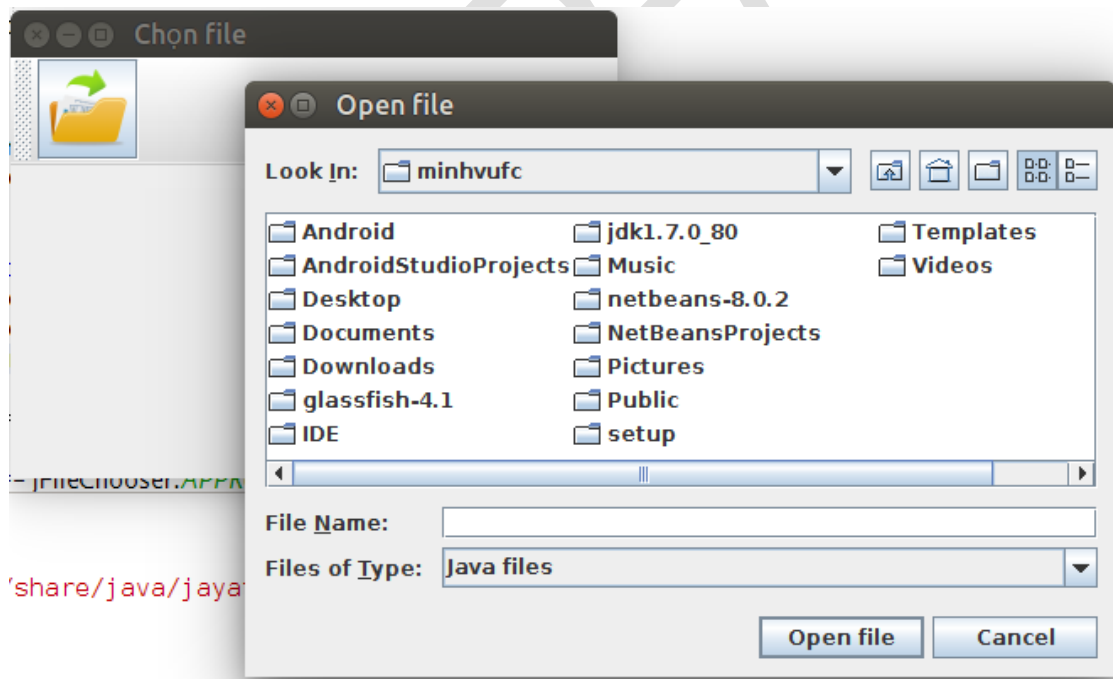 Chọn file
Open file
Look In: minhvufc
Android jdk1.7.0_80 Templates
AndroidStudioProjects Music Videos
Desktop netbeans-8.0.2
Documents NetBeansProjects
Downloads Pictures
glassfish-4.1 Public
IDE setup
File Name:
Files of Type: Java files
/share/java/jaya
Open file Cancel